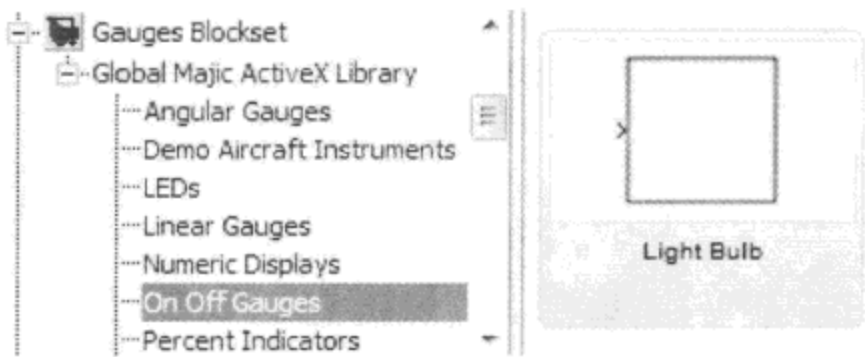 Gauges Blockset
Global Majic ActiveX Library
Angular Gauges
Demo Aircraft Instruments
LEDs
Linear Gauges
Numeric Displays
On Off Gauges
Percent Indicators
Light Bulb